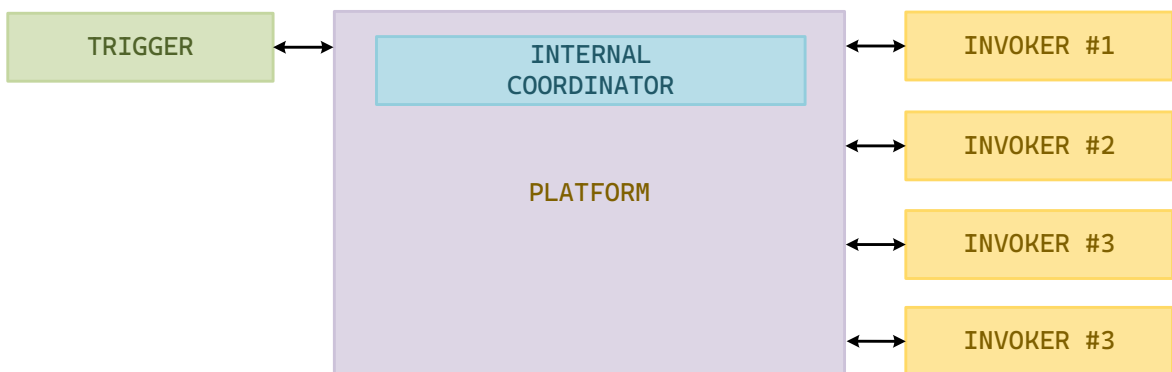 TRIGGER
INTERNAL
COORDINATOR
PLATFORM
INVOKER #1
INVOKER #2
INVOKER #3
INVOKER #3